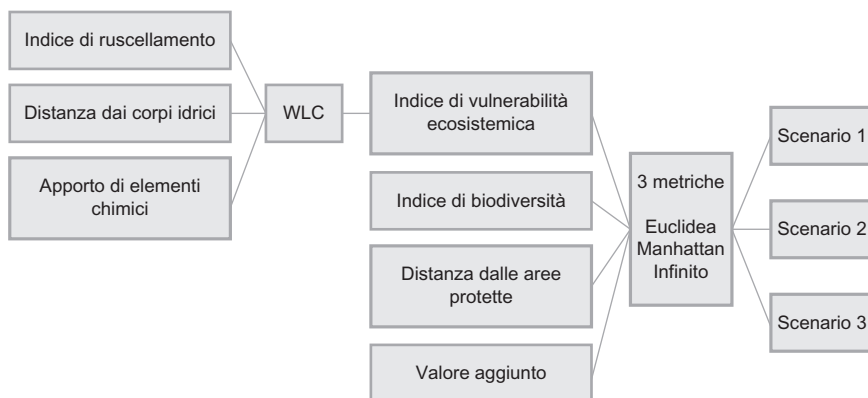 Indice di ruscellamento
Distanza dai corpi idrici
Apporto di elementi
chimici
WLC
Indice di vulnerabilità
ecosistemica
Indice di biodiversità
Distanza dalle aree
protette
Valore aggiunto
3 metriche
Euclidea
Manhattan
Infinito
Scenario 1
Scenario 2
Scenario 3